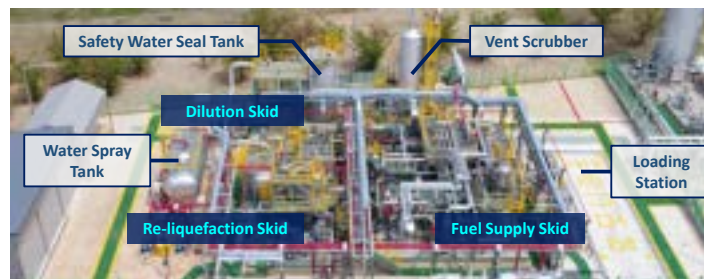 Safety Water Seal Tank
Vent Scrubber
Dilution Skid
Water Spray
Tank
Loading
Station
Re-liquefaction Skid
Fuel Supply Skid